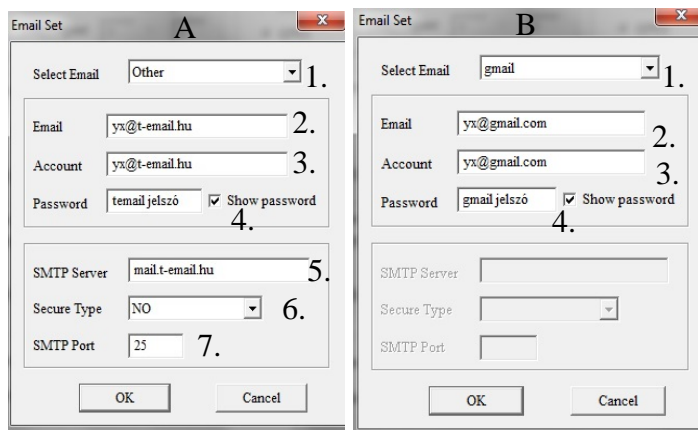 Email Set
A
Select Email Other 1.
Email yx@t-email.hu 2.
Account yx@t-email.hu 3.
Password temail jelszó Show password
4.
SMTP Server mail.t-email.hu 5.
Secure Type NO 6.
SMTP Port 25 7.
OK Cancel
Email Set
B
Select Email gmail 1.
Email yx@gmail.com 2.
Account yx@gmail.com 3.
Password gmail jelszó Show password
4.
SMTP Server
Secure Type
SMTP Port
OK Cancel